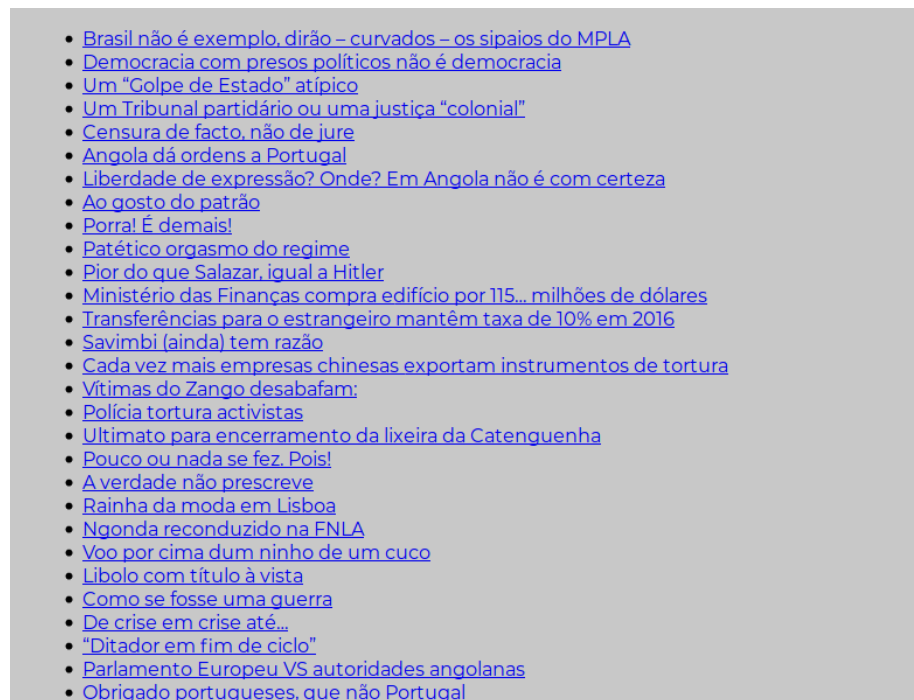 Brasil não é exemplo, dirão – curvados – os sipaios do MPLA
Democracia com presos políticos não é democracia
Um “Golpe de Estado” atípico
Um Tribunal partidário ou uma justiça “colonial”
Censura de facto, não de jure
Angola dá ordens a Portugal
Liberdade de expressão? Onde? Em Angola não é com certeza
Ao gosto do patrão
Porra! É demais!
Patético orgasmo do regime
Pior do que Salazar, igual a Hitler
Ministério das Finanças compra edifício por 115… milhões de dólares
Transferências para o estrangeiro mantêm taxa de 10% em 2016
Savimbi (ainda) tem razão
Cada vez mais empresas chinesas exportam instrumentos de tortura
Vítimas do Zango desabafam:
Polícia tortura activistas
Ultimato para encerramento da lixeira da Catenguenha
Pouco ou nada se fez. Pois!
A verdade não prescreve
Rainha da moda em Lisboa
Ngonda reconduzido na FNLA
Voo por cima dum ninho de um cuco
Libolo com título à vista
Como se fosse uma guerra
De crise em crise até…
“Ditador em fim de ciclo”
Parlamento Europeu VS autoridades angolanas
Obrigado portugueses, que não Portugal